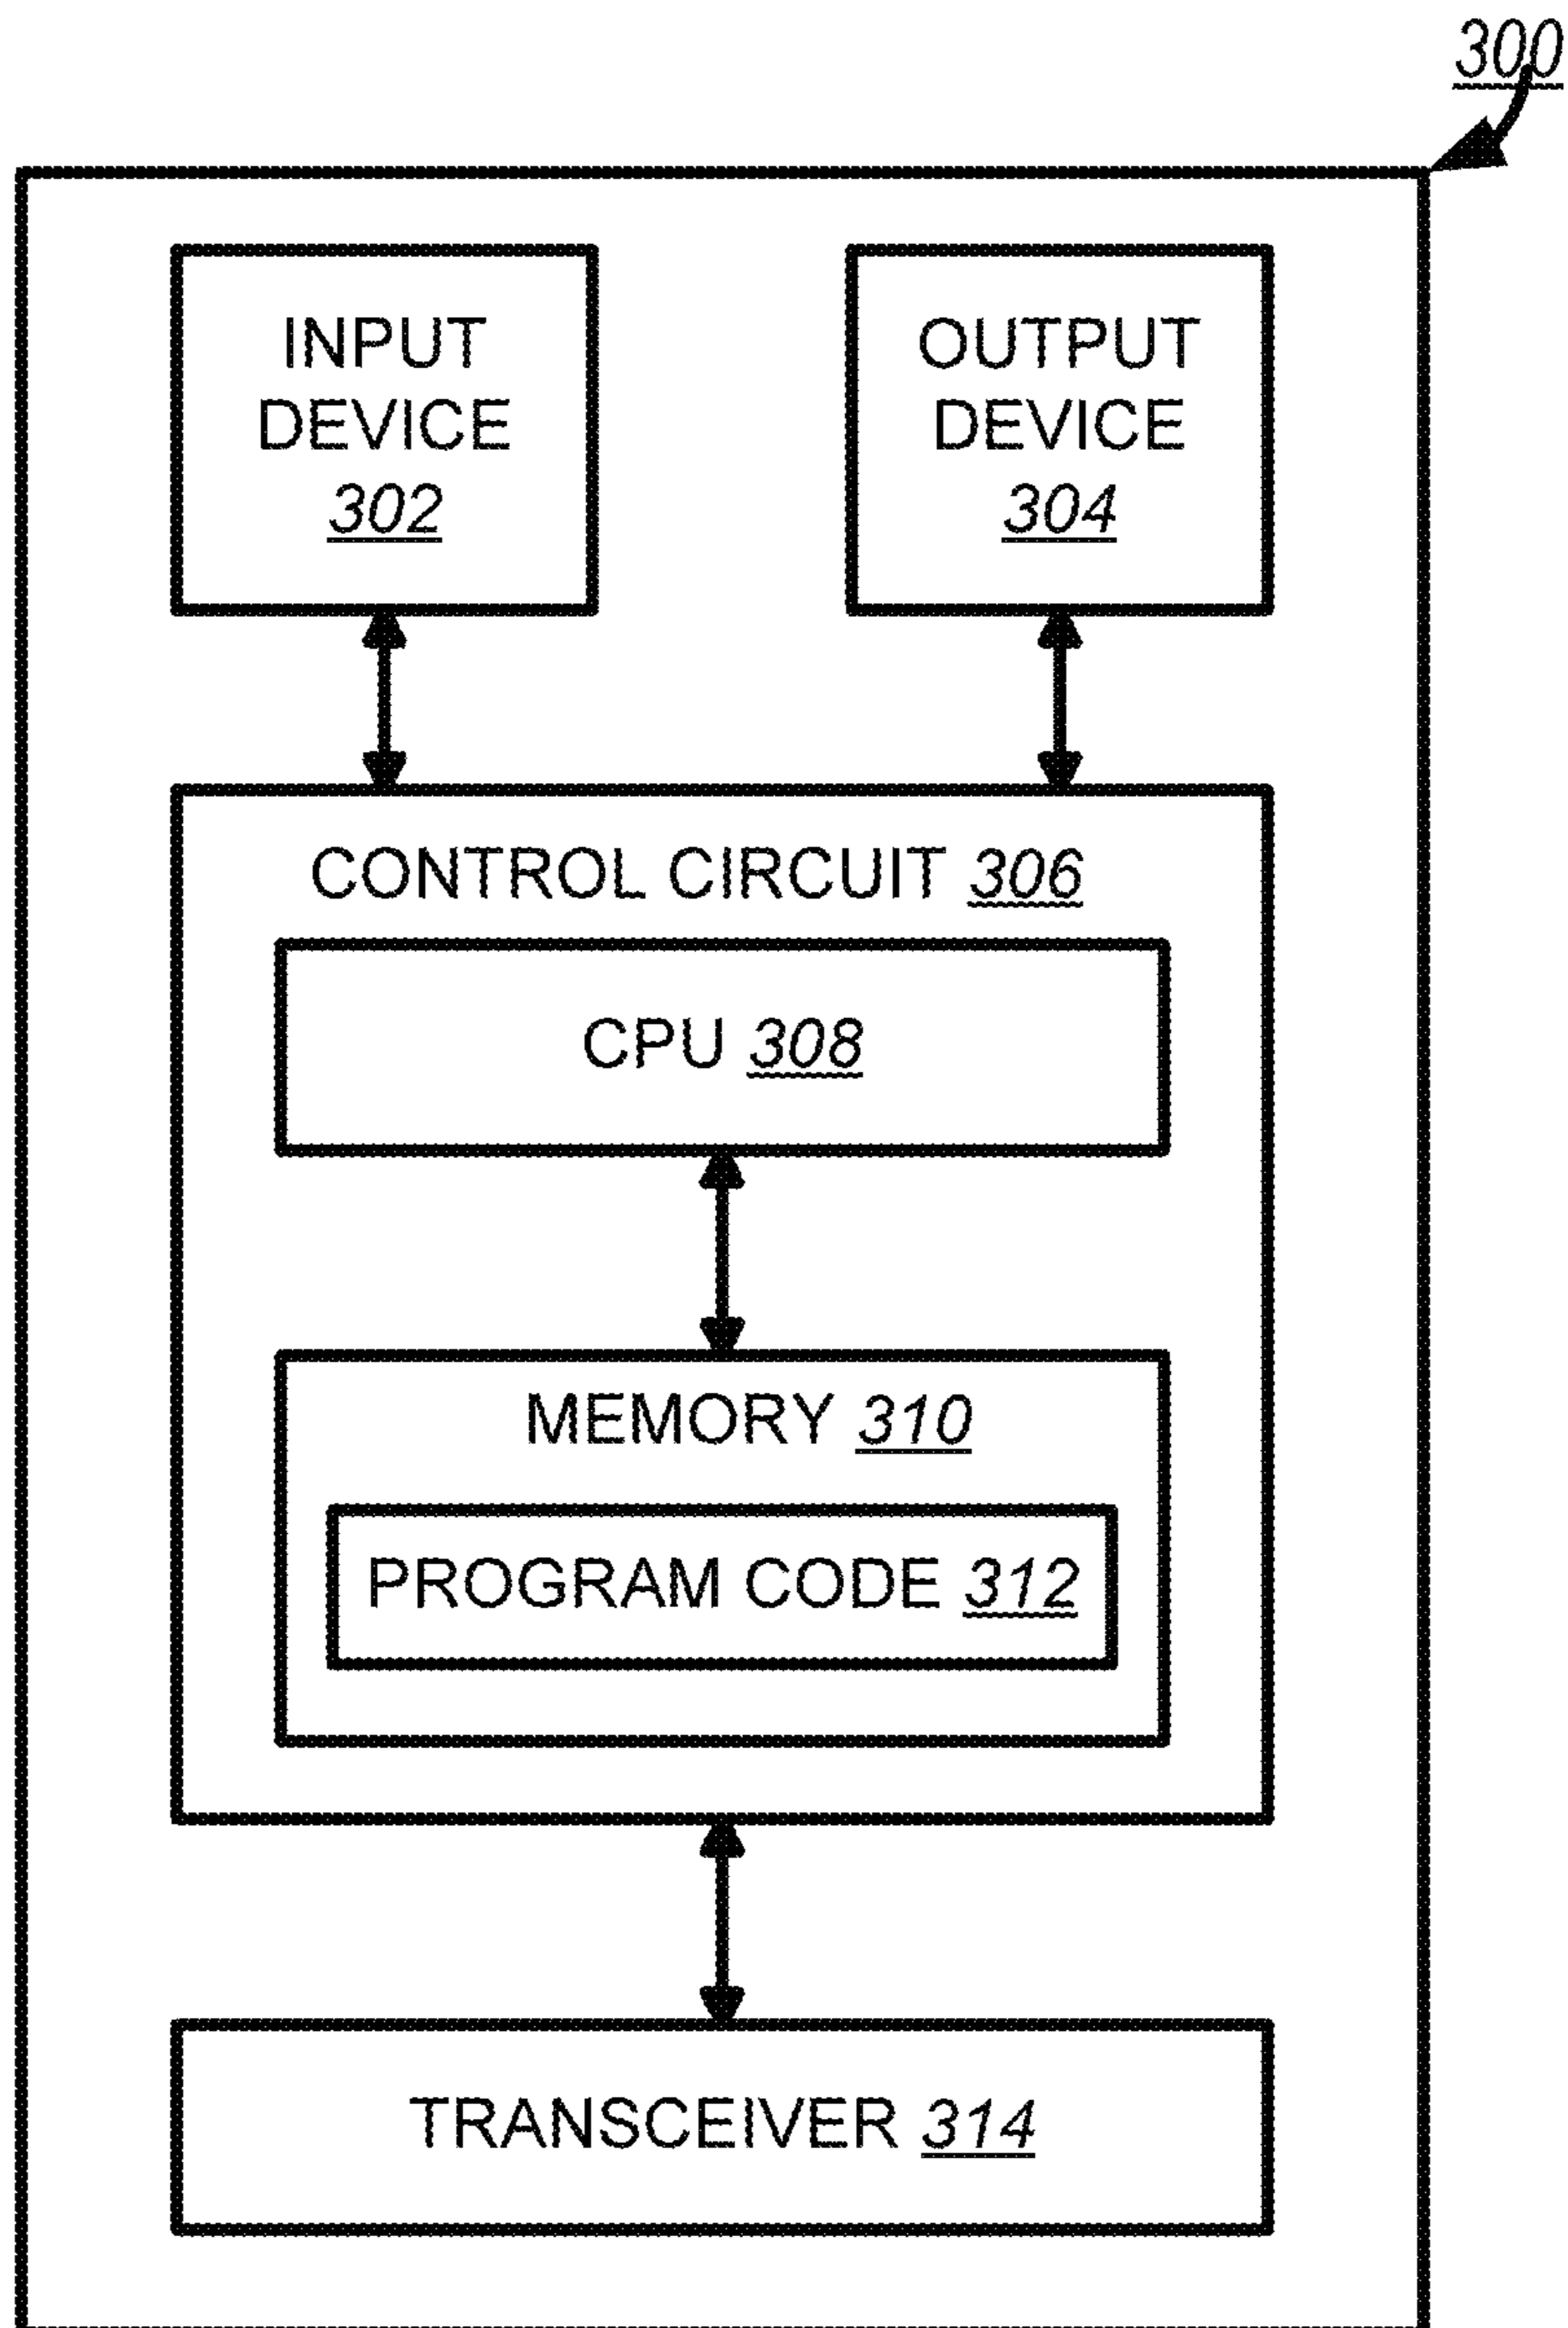 300
INPUT
DEVICE
302
OUTPUT
DEVICE
304
CONTROL CIRCUIT 306
CPU 308
MEMORY 310
PROGRAM CODE 312
TRANSCEIVER 314